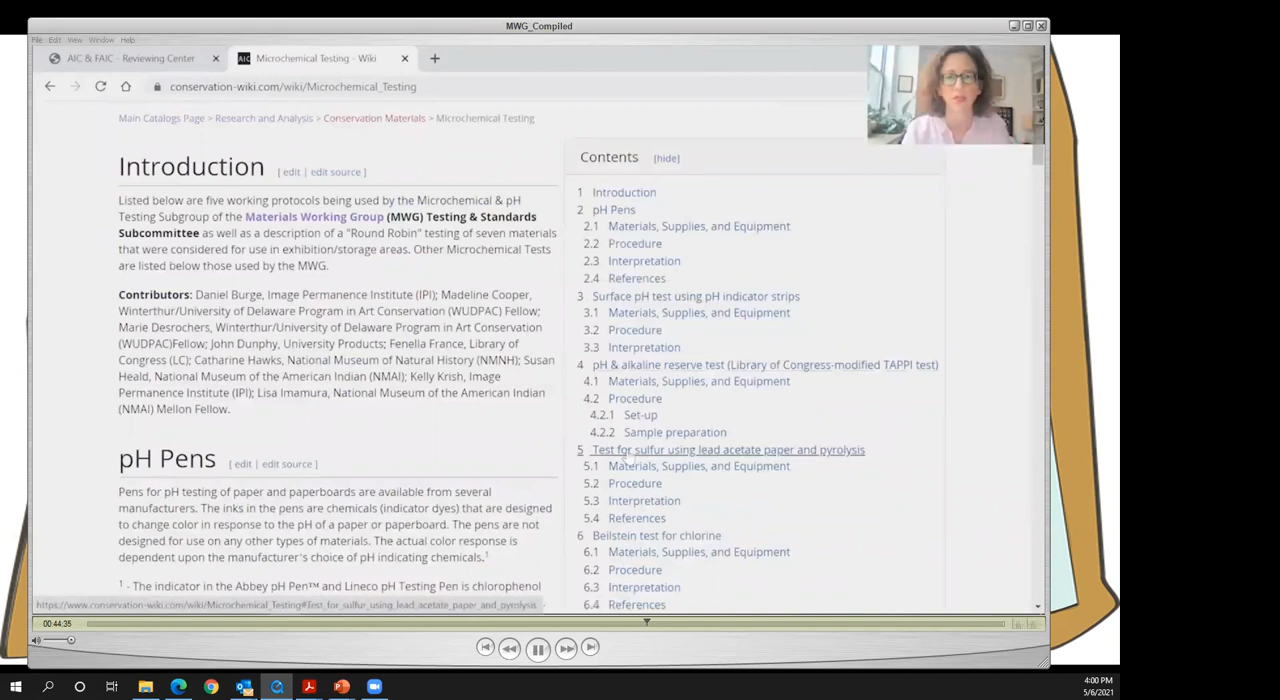 MWG_Compiled
File Edit View Window Help
AIC & FAIC - Reviewing Center
AIC Microchemical Testing - Wiki
conservation-wiki.com/wiki/Microchemical_Testing
Main Catalogs Page > Research and Analysis > Conservation Materials > Microchemical Testing
Introduction [ edit | edit source ]
Listed below are five working protocols being used by the Microchemical & pH
Testing Subgroup of the Materials Working Group (MWG) Testing & Standards
Subcommittee as well as a description of a "Round Robin" testing of seven materials
that were considered for use in exhibition/storage areas. Other Microchemical Tests
are listed below those used by the MWG.
Contributors: Daniel Burge, Image Permanence Institute (IPI); Madeline Cooper,
Winterthur/University of Delaware Program in Art Conservation (WUDPAC) Fellow;
Marie Desrochers, Winterthur/University of Delaware Program in Art Conservation
(WUDPAC)Fellow; John Dunphy, University Products; Fenella France, Library of
Congress (LC); Catharine Hawks, National Museum of Natural History (NMNH); Susan
Heald, National Museum of the American Indian (NMAI); Kelly Krish, Image
Permanence Institute (IPI); Lisa Imamura, National Museum of the American Indian
(NMAI) Mellon Fellow.
pH Pens [ edit | edit source ]
Pens for pH testing of paper and paperboards are available from several
manufacturers. The inks in the pens are chemicals (indicator dyes) that are designed
to change color in response to the pH of a paper or paperboard. The pens are not
designed for use on any other types of materials. The actual color response is
dependent upon the manufacturer's choice of pH indicating chemicals.1
1 - The indicator in the Abbey pH Pen™ and Lineco pH Testing Pen is chlorophenol
Contents [hide]
1 Introduction
2 pH Pens
2.1 Materials, Supplies, and Equipment
2.2 Procedure
2.3 Interpretation
2.4 References
3 Surface pH test using pH indicator strips
3.1 Materials, Supplies, and Equipment
3.2 Procedure
3.3 Interpretation
4 pH & alkaline reserve test (Library of Congress-modified TAPPI test)
4.1 Materials, Supplies, and Equipment
4.2 Procedure
4.2.1 Set-up
4.2.2 Sample preparation
5 Test for sulfur using lead acetate paper and pyrolysis
5.1 Materials, Supplies, and Equipment
5.2 Procedure
5.3 Interpretation
5.4 References
6 Beilstein test for chlorine
6.1 Materials, Supplies, and Equipment
6.2 Procedure
6.3 Interpretation
6.4 References
https://www.conservation-wiki.com/wiki/Microchemical_Testing#Test_for_sulfur_using_lead_acetate_paper_and_pyrolysis
00:44:35
4:00 PM
5/6/2021